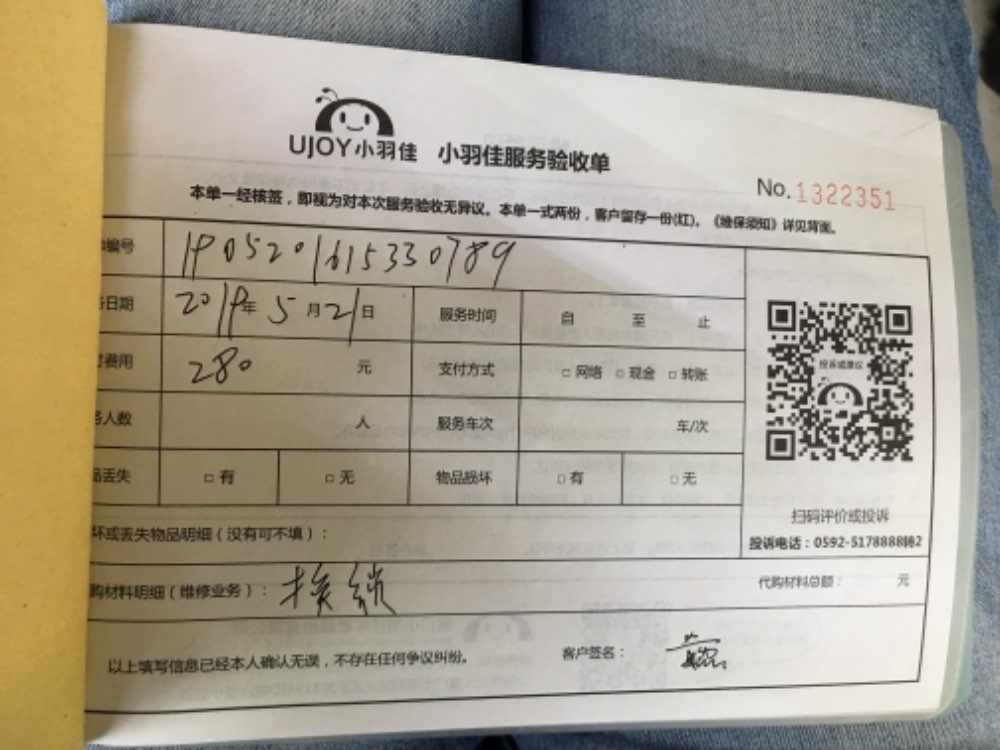 UJOY小羽佳 小羽佳服务验收单
No.1322351
本单一经核签，即视为对本次服务验收无异议。本单一式两份，客户留存一份(红)。《维保须知》详见背面。
编号 1905201615330789
日期 2019年5月21日 服务时间 自 至 止
费用 280 元 支付方式 □网络 □现金 □转账
人数 人 服务车次 车/次
品丢失 □有 □无 物品损坏 □有 □无
投诉或建议
扫码评价或投诉
投诉电话：0592-5178888转2
坏或丢失物品明细（没有可不填）：
购材料明细（维修业务）：换锁 代购材料总额： 元
以上填写信息已经本人确认无误，不存在任何争议纠纷。 客户签名：